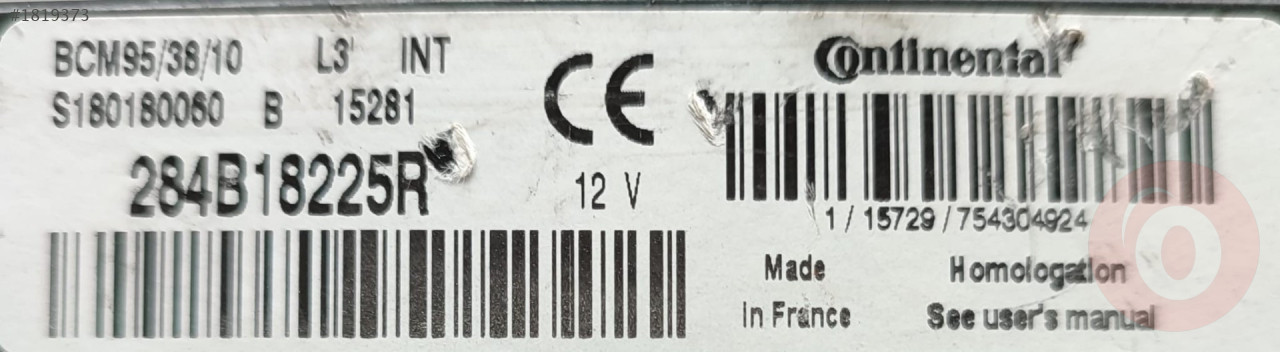 #1819373
BCM95/38/10 L3 INT
S180180060 B 15281
284B18225R
CE
12 V
Continental
1 / 15729 / 754304924
Made
in France
Homologation
See user's manual